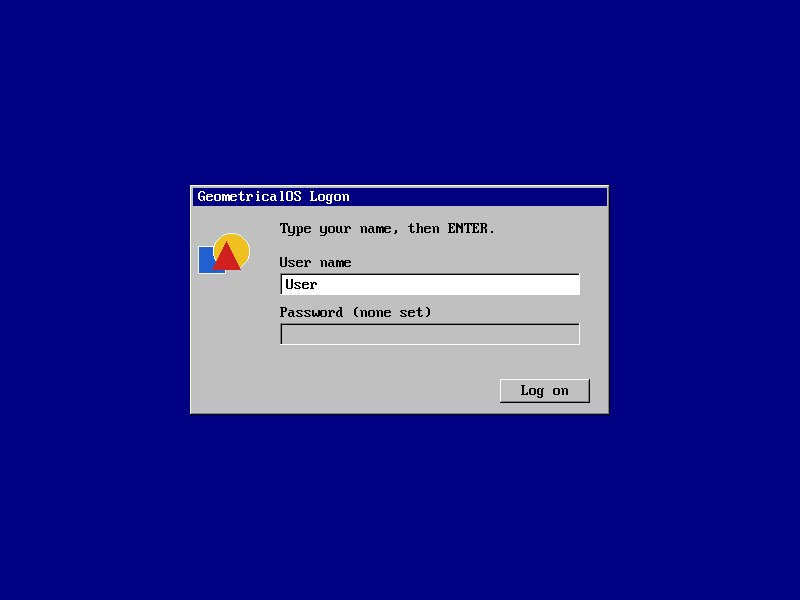 GeometricalOS Logon
Type your name, then ENTER.
User name
User
Password (none set)
Log on